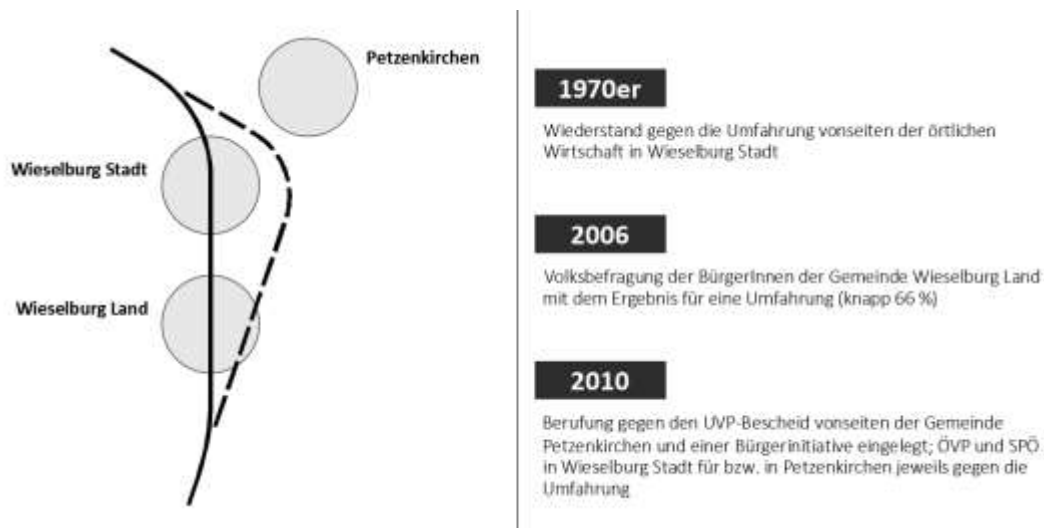 Petzenkirchen
Wieselburg Stadt
Wieselburg Land
1970er
Wiederstand gegen die Umfahrung vonseiten der örtlichen
Wirtschaft in Wieselburg Stadt
2006
Volksbefragung der BürgerInnen der Gemeinde Wieselburg Land
mit dem Ergebnis für eine Umfahrung (knapp 66 %)
2010
Berufung gegen den UVP-Bescheid vonseiten der Gemeinde
Petzenkirchen und einer Bürgerinitiative eingelegt; ÖVP und SPÖ
in Wieselburg Stadt für bzw. in Petzenkirchen jeweils gegen die
Umfahrung